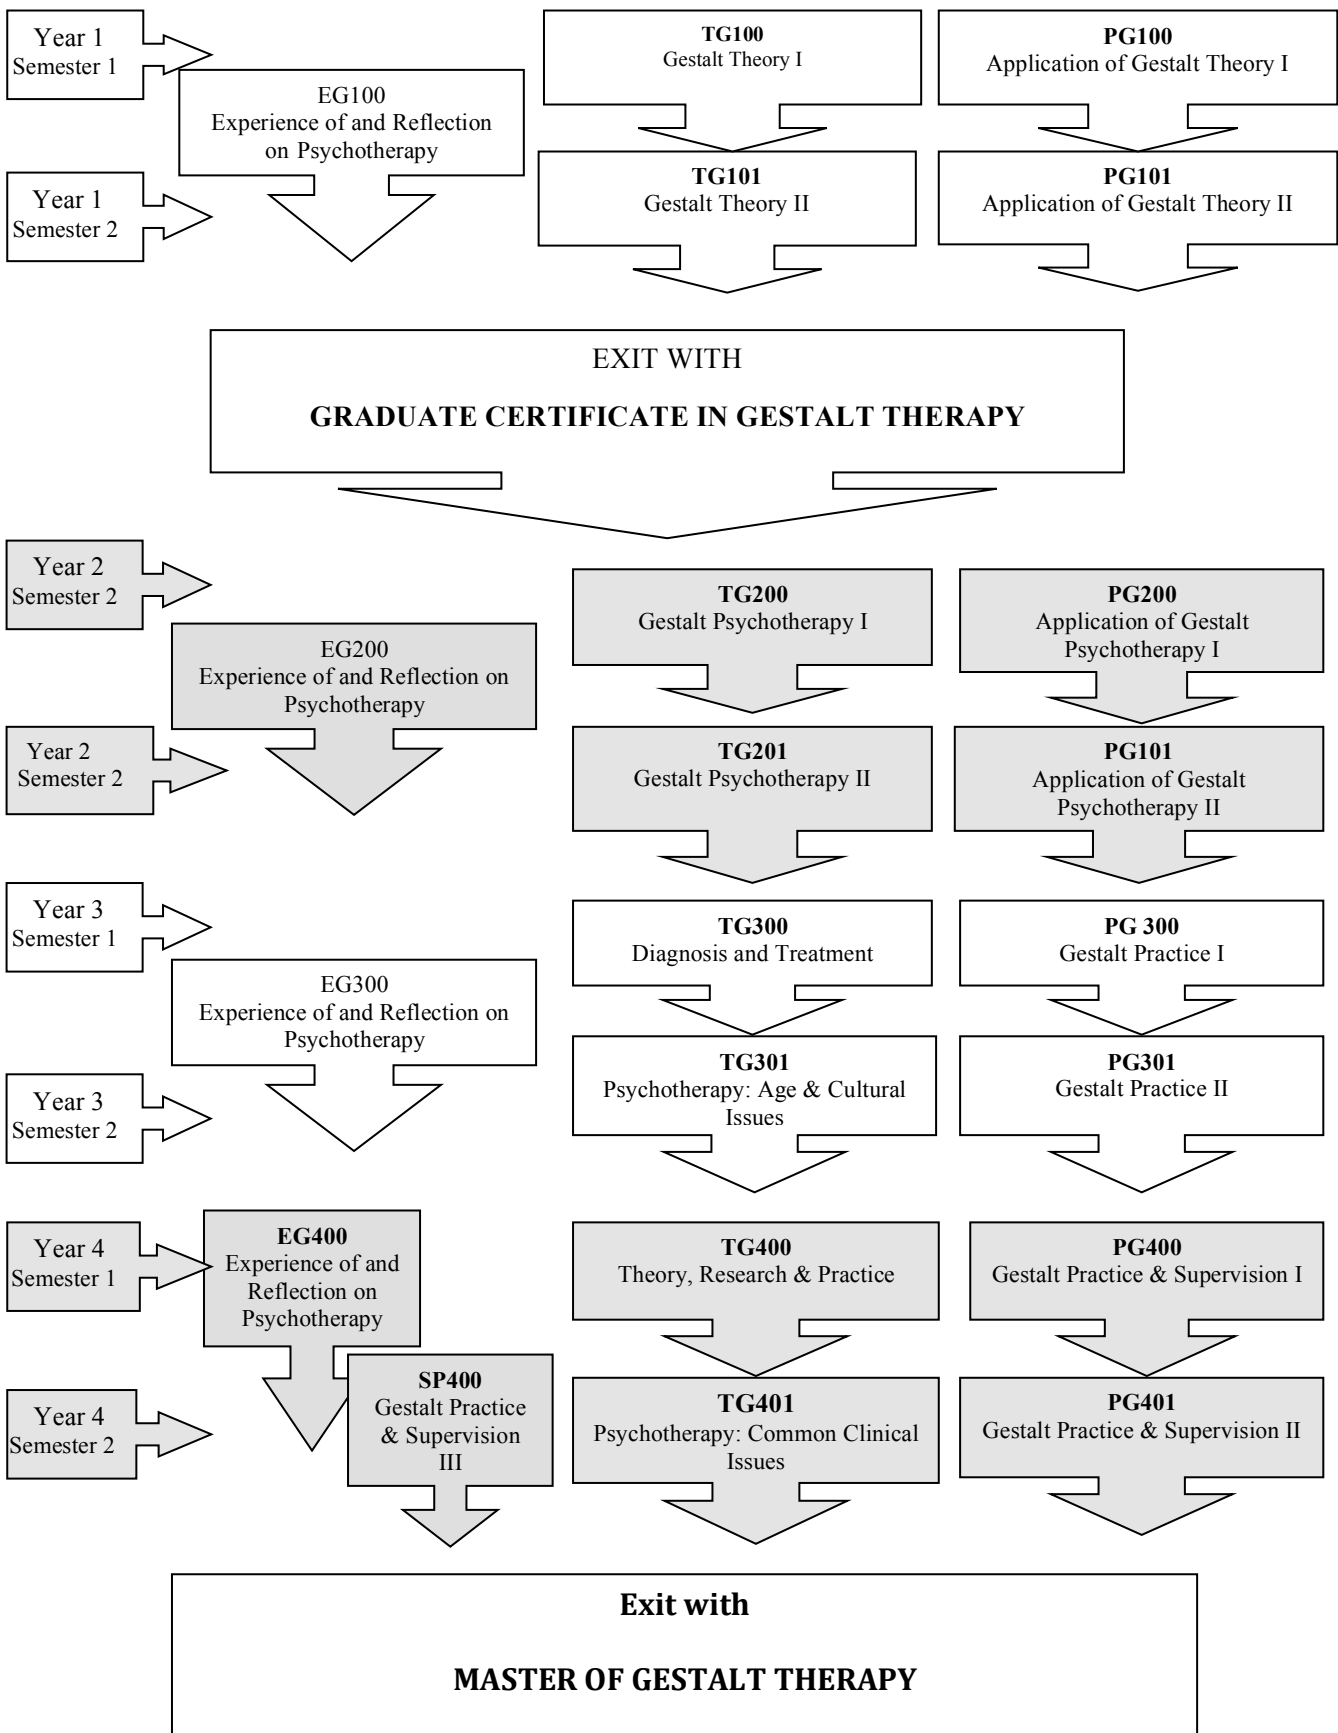 Year 1
Semester 1
TG100
Gestalt Theory I
PG100
Application of Gestalt Theory I
EG100
Experience of and Reflection
on Psychotherapy
Year 1
Semester 2
TG101
Gestalt Theory II
PG101
Application of Gestalt Theory II
EXIT WITH
GRADUATE CERTIFICATE IN GESTALT THERAPY
Year 2
Semester 2
TG200
Gestalt Psychotherapy I
PG200
Application of Gestalt
Psychotherapy I
EG200
Experience of and Reflection on
Psychotherapy
Year 2
Semester 2
TG201
Gestalt Psychotherapy II
PG101
Application of Gestalt
Psychotherapy II
Year 3
Semester 1
TG300
Diagnosis and Treatment
PG 300
Gestalt Practice I
EG300
Experience of and Reflection on
Psychotherapy
Year 3
Semester 2
TG301
Psychotherapy: Age & Cultural
Issues
PG301
Gestalt Practice II
Year 4
Semester 1
EG400
Experience of and
Reflection on
Psychotherapy
TG400
Theory, Research & Practice
PG400
Gestalt Practice & Supervision I
Year 4
Semester 2
SP400
Gestalt Practice
& Supervision
III
TG401
Psychotherapy: Common Clinical
Issues
PG401
Gestalt Practice & Supervision II
Exit with
MASTER OF GESTALT THERAPY